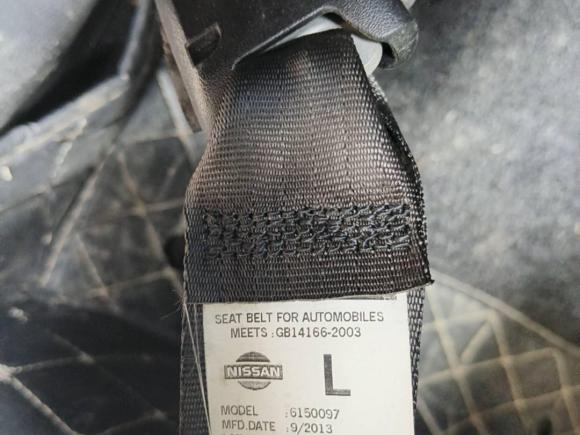 SEAT BELT FOR AUTOMOBILES
MEETS :GB14166-2003
NISSAN
L
MODEL :6150097
MFD.DATE :9/2013